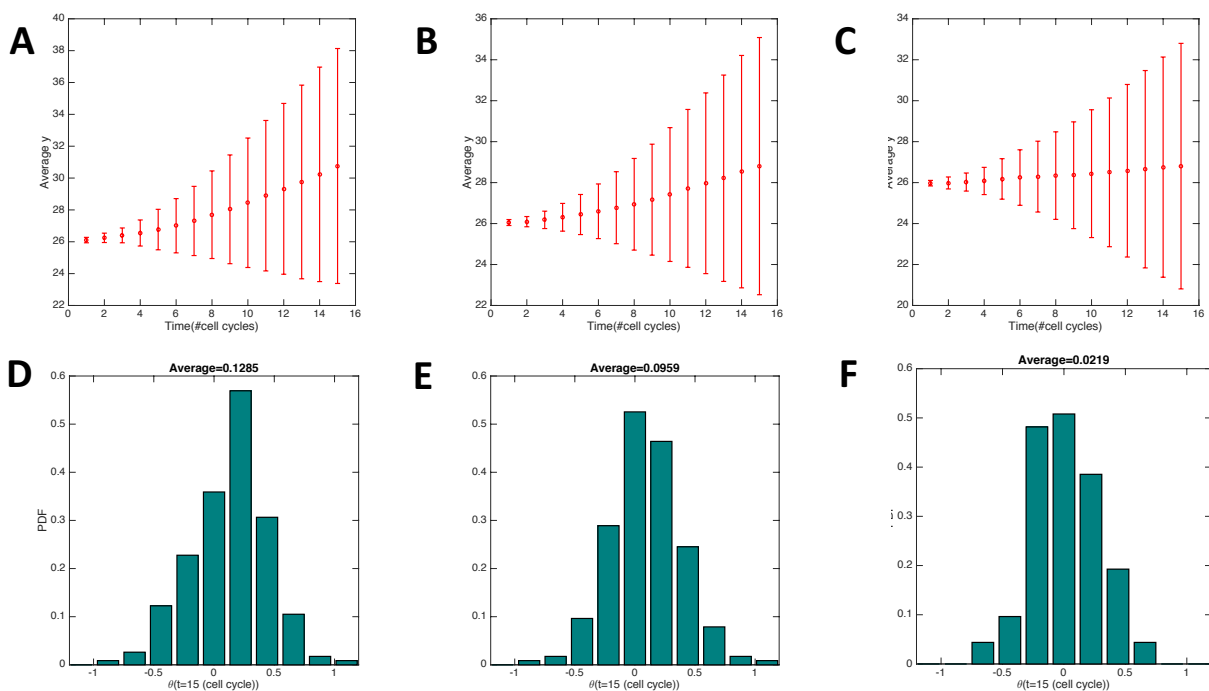 A
B
C
40
38
36
34
32
30
28
26
24
22
Average y
0 2 4 6 8 10 12 14 16
Time(#cell cycles)
36
34
32
30
28
26
24
22
Average y
0 2 4 6 8 10 12 14 16
Time(#cell cycles)
34
32
30
28
26
24
22
20
Average y
0 2 4 6 8 10 12 14 16
Time(#cell cycles)
D
E
F
Average=0.1285
0.6
0.5
0.4
0.3
0.2
0.1
0
PDF
-1 -0.5 0 0.5 1
θ(t=15 (cell cycle))
Average=0.0959
0.6
0.5
0.4
0.3
0.2
0.1
0
-1 -0.5 0 0.5 1
θ(t=15 (cell cycle))
Average=0.0219
0.6
0.5
0.4
0.3
0.2
0.1
0
-1 -0.5 0 0.5 1
θ(t=15 (cell cycle))